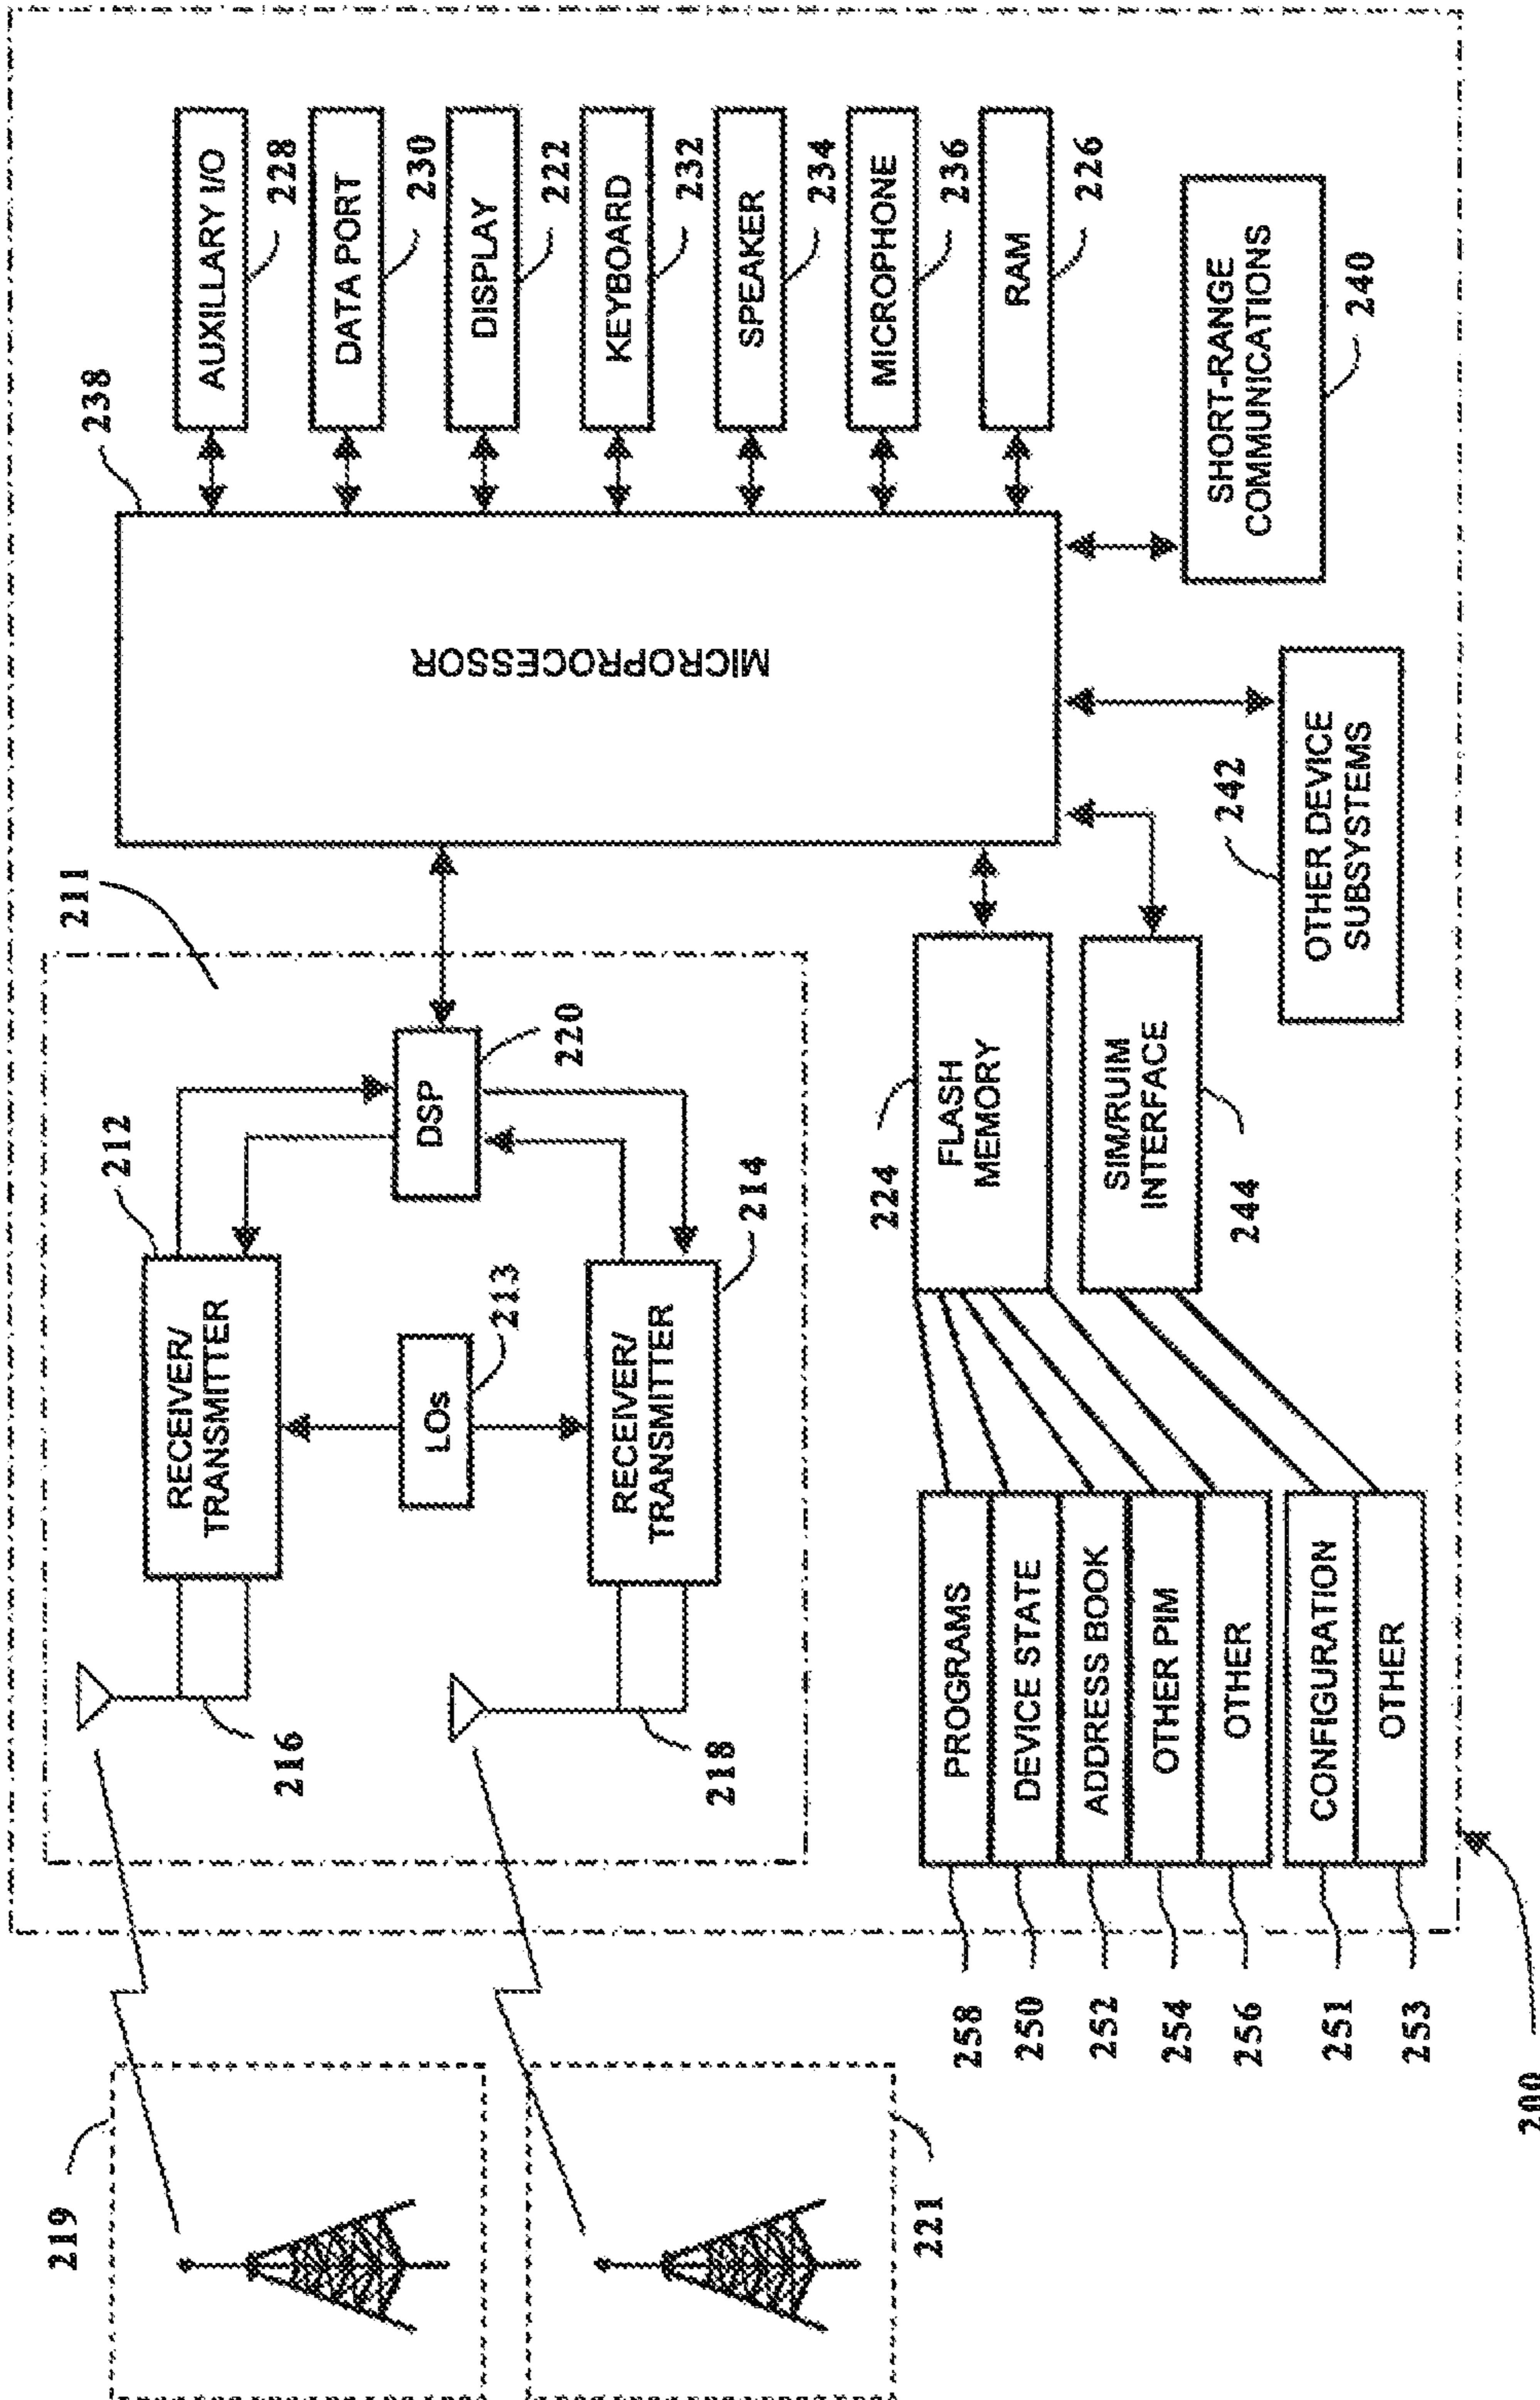 219
221
211
212
RECEIVER/
TRANSMITTER
216
LOs
213
DSP
220
RECEIVER/
TRANSMITTER
214
218
238
MICROPROCESSOR
AUXILLARY I/O
228
DATA PORT
230
DISPLAY
222
KEYBOARD
232
SPEAKER
234
MICROPHONE
236
RAM
226
SHORT-RANGE
COMMUNICATIONS
240
OTHER DEVICE
SUBSYSTEMS
242
224
FLASH
MEMORY
SIM/RUIM
INTERFACE
244
PROGRAMS
258
DEVICE STATE
250
ADDRESS BOOK
252
OTHER PIM
254
OTHER
256
CONFIGURATION
251
OTHER
253
200